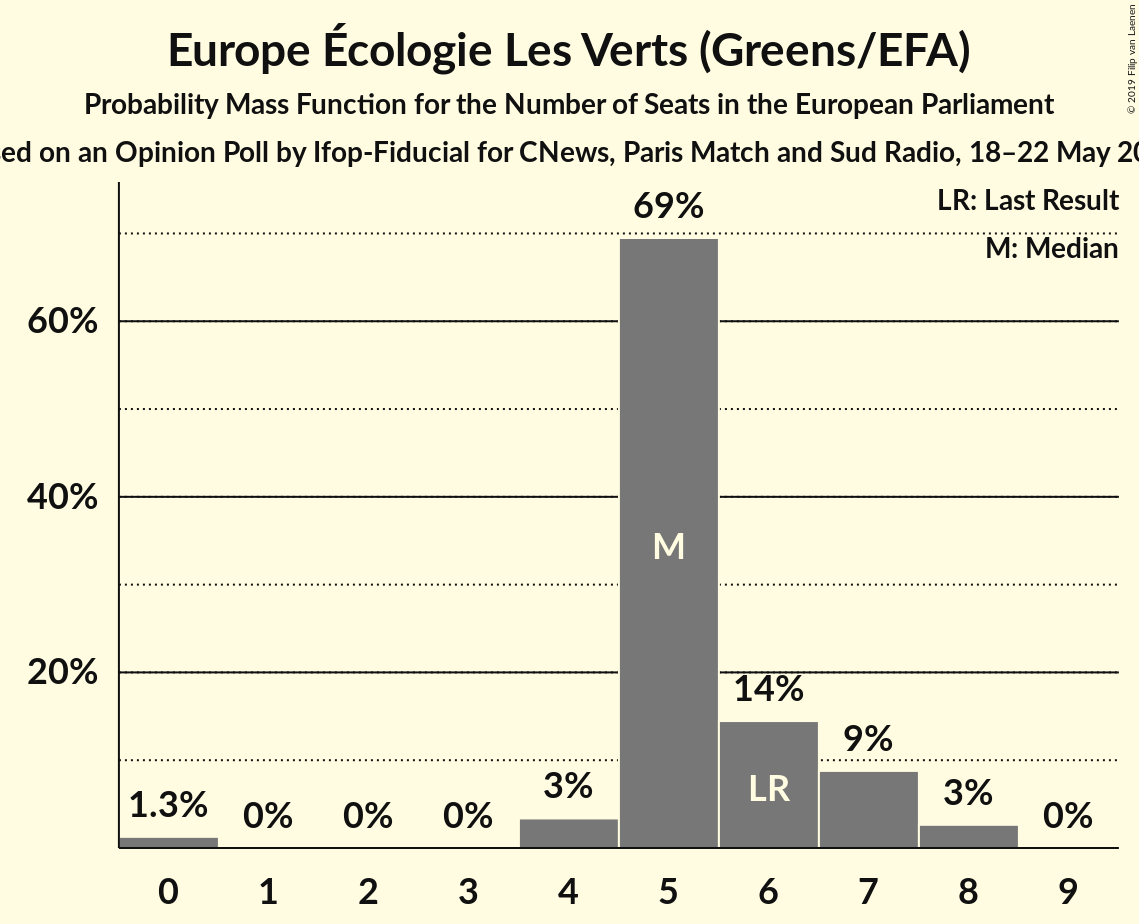 Europe Écologie Les Verts (Greens/EFA)
Probability Mass Function for the Number of Seats in the European Parliament
on an Opinion Poll by Ifop-Fiducial for CNews, Paris Match and Sud Radio, 18–22 May
© 2019 Filip van Laenen
LR: Last Result
M: Median
69%
60%
40%
M
20%
14%
9%
LR
3%
3%
1.3%
0%
0%
0%
0%
0 1 2 3 4 5 6 7 8 9